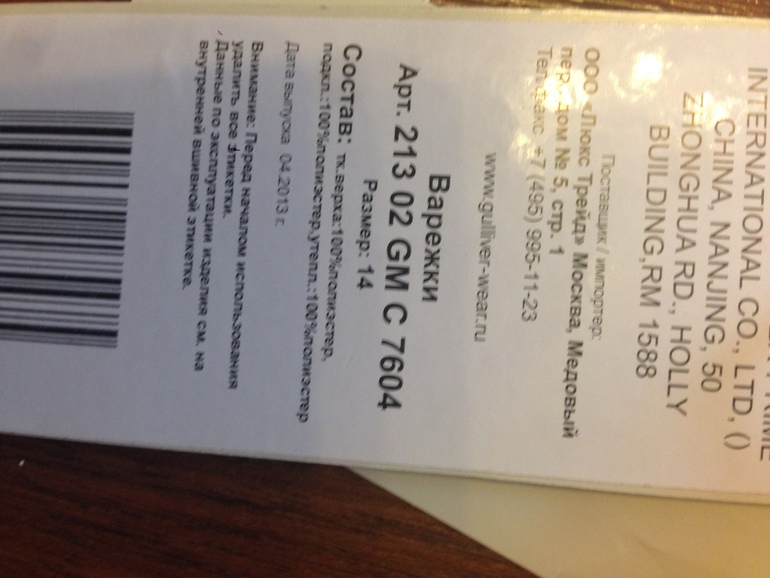 INTERNATIONAL CO., LTD, ()
CHINA, NANJING, 50
ZHONGHUA RD., HOLLY
BUILDING,RM 1588
Поставщик / импортер:
ООО «Люкс Трейд» Москва, Медовый
пер., дом № 5, стр. 1
Тел./факс +7 (495) 995-11-23
www.gulliver-wear.ru
Варежки
Арт. 213 02 GM C 7604
Размер: 14
Состав: тк.верха:100%полиэстер,
подкл.:100%полиэстер,утепл.:100%полиэстер
Дата выпуска 04.2013 г.
Внимание: Перед началом использования
удалить все этикетки.
Данные по эксплуатации изделия см. на
внутренней вшивной этикетке.